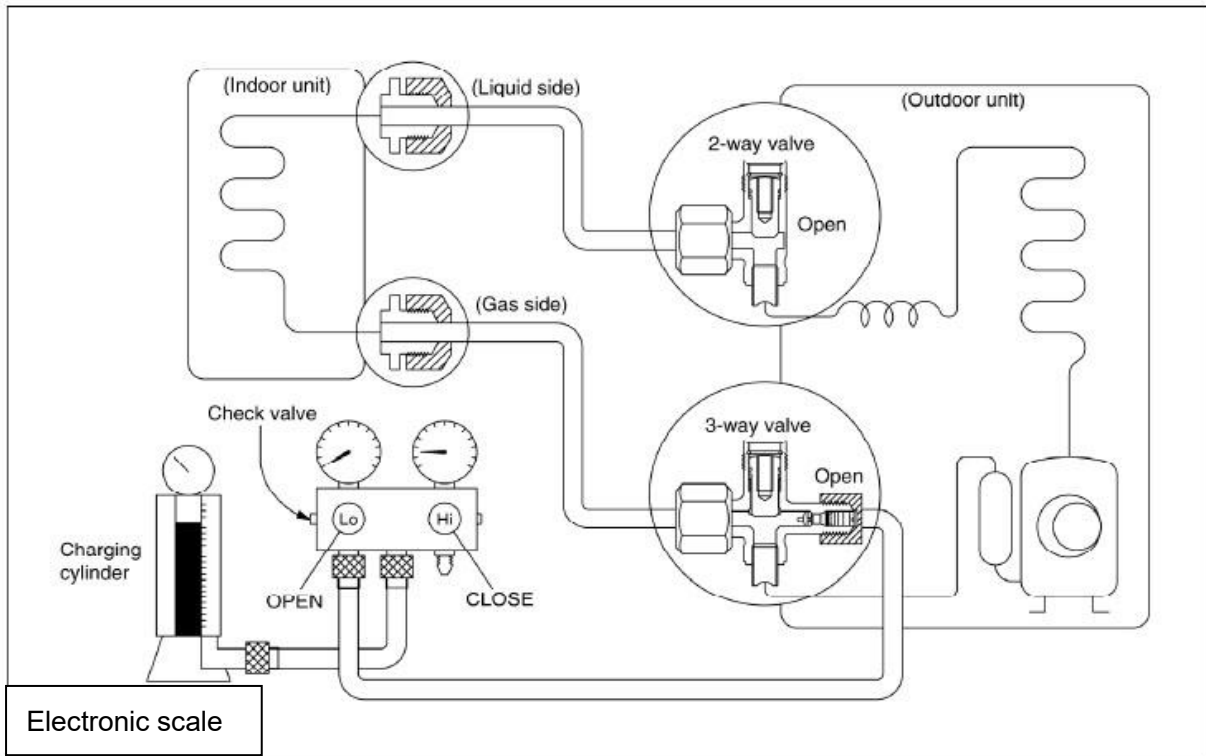 (Indoor unit)
(Liquid side)
(Outdoor unit)
2-way valve
Open
(Gas side)
3-way valve
Open
Check valve
Lo
Hi
Charging
cylinder
OPEN
CLOSE
Electronic scale